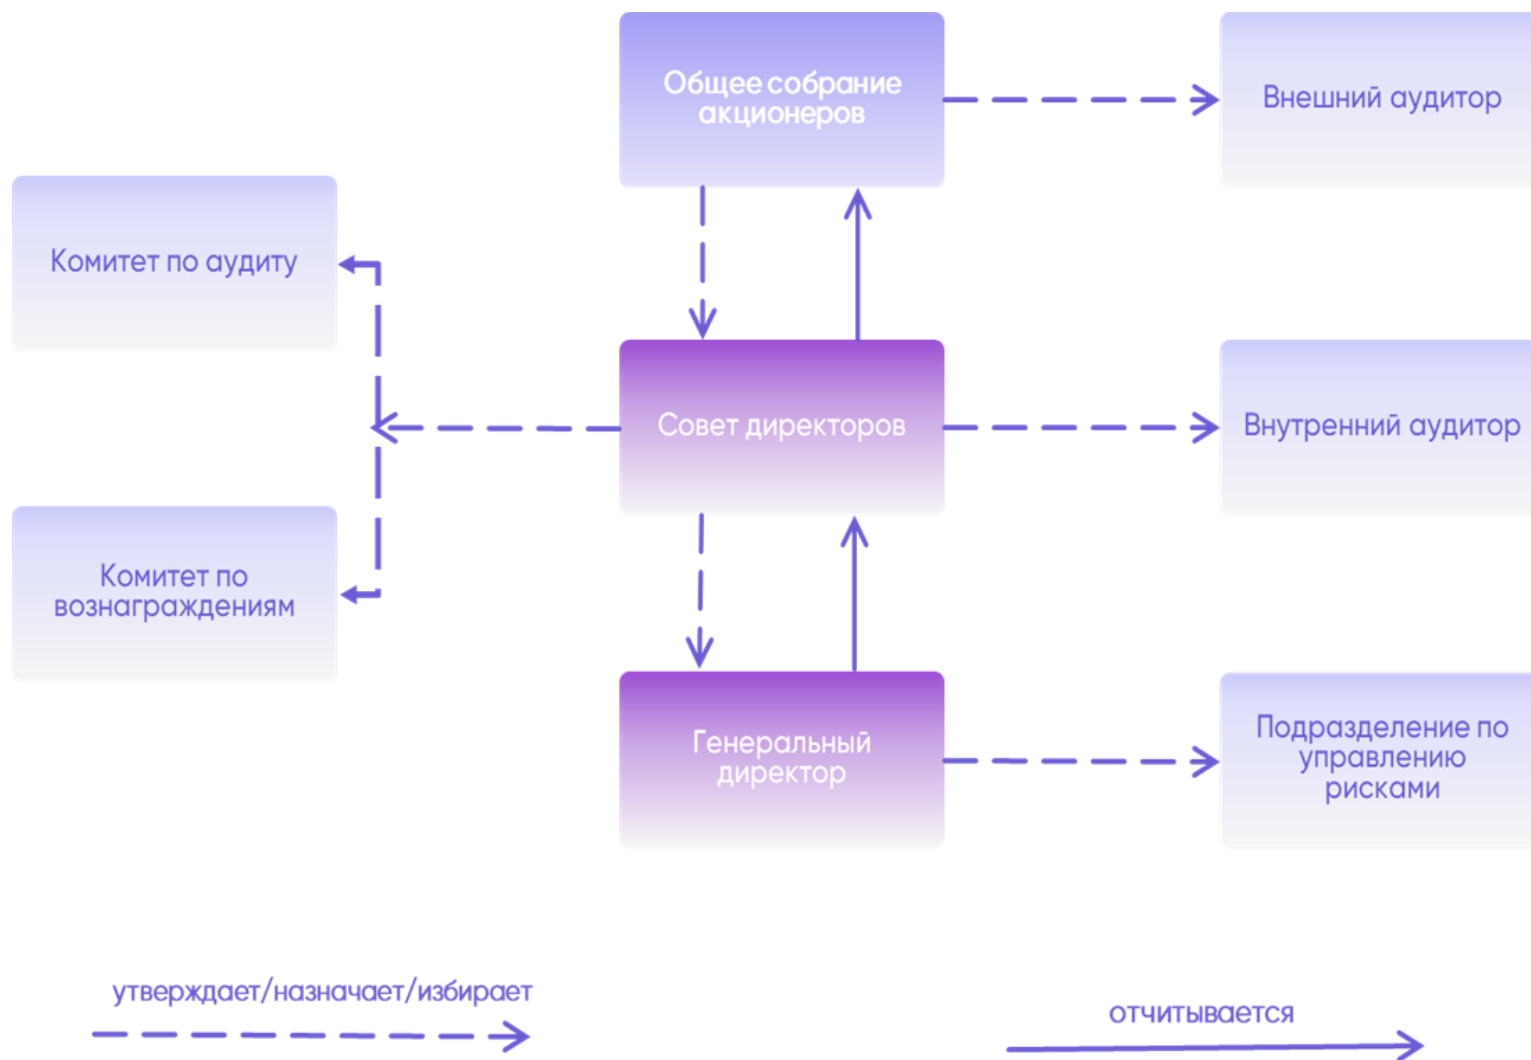 Общее собрание
акционеров
Внешний аудитор
Комитет по аудиту
Совет директоров
Внутренний аудитор
Комитет по
вознаграждениям
Генеральный
директор
Подразделение по
управлению
рисками
утверждает/назначает/избирает
отчитывается